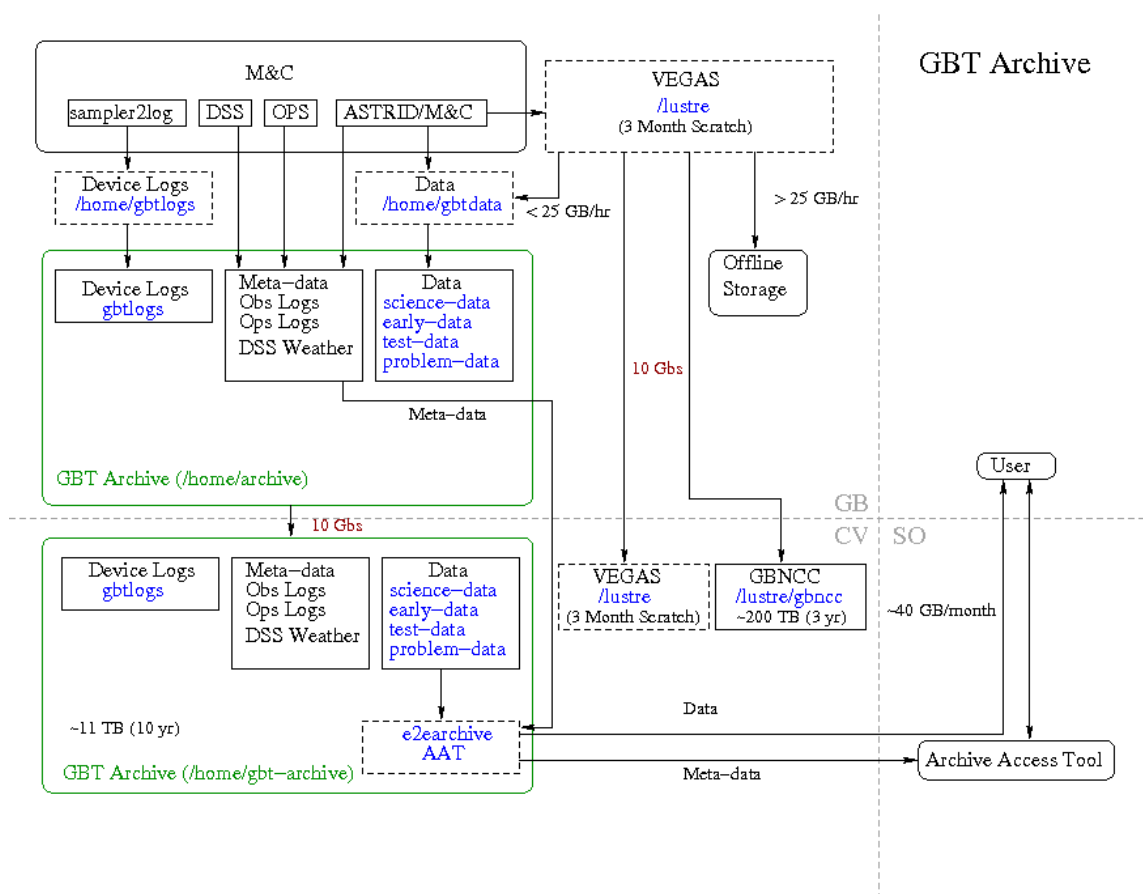 GBT Archive
M&C
sampler2log
DSS
OPS
ASTRID/M&C
VEGAS
/lustre
(3 Month Scratch)
Device Logs
/home/gbtlogs
Data
/home/gbtdata
< 25 GB/hr
> 25 GB/hr
Offline
Storage
Device Logs
gbtlogs
Meta-data
Obs Logs
Ops Logs
DSS Weather
Data
science-data
early-data
test-data
problem-data
10 Gbs
Meta-data
GBT Archive (/home/archive)
User
GB
10 Gbs
CV
SO
Device Logs
gbtlogs
Meta-data
Obs Logs
Ops Logs
DSS Weather
Data
science-data
early-data
test-data
problem-data
VEGAS
/lustre
(3 Month Scratch)
GBNCC
/lustre/gbncc
~200 TB (3 yr)
~40 GB/month
~11 TB (10 yr)
e2earchive
AAT
Data
Meta-data
GBT Archive (/home/gbt-archive)
Archive Access Tool